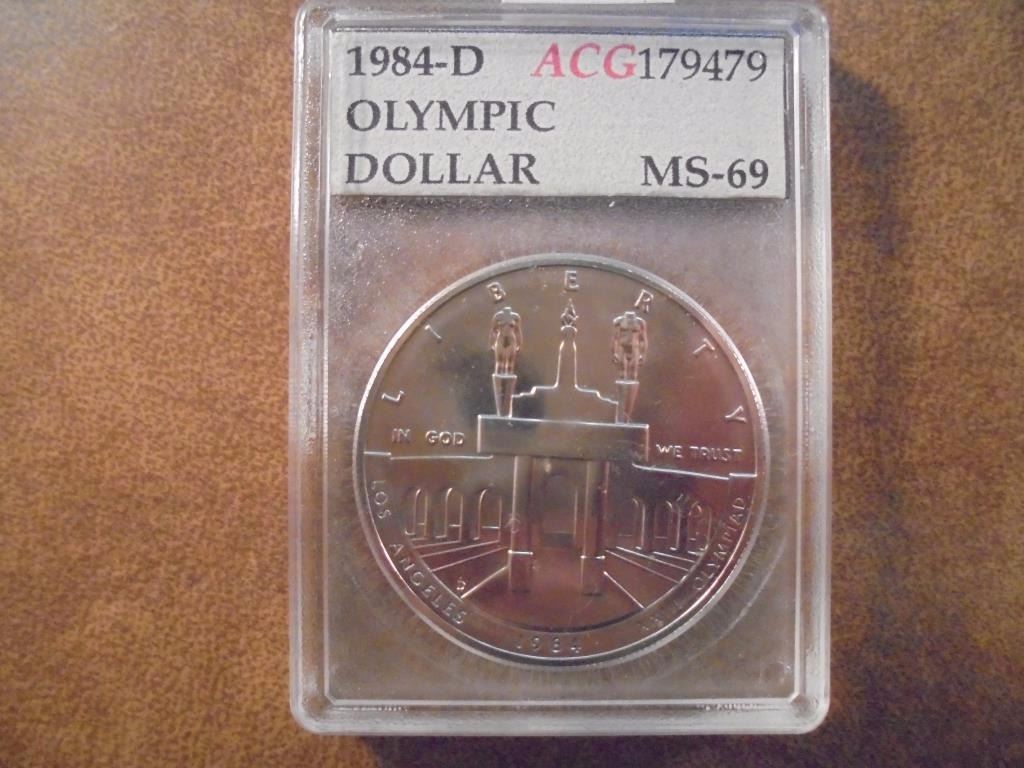 1984-D ACG179479
OLYMPIC
DOLLAR MS-69
LIBERTY
IN GOD WE TRUST
LOS ANGELES 1984 OLYMPIAD